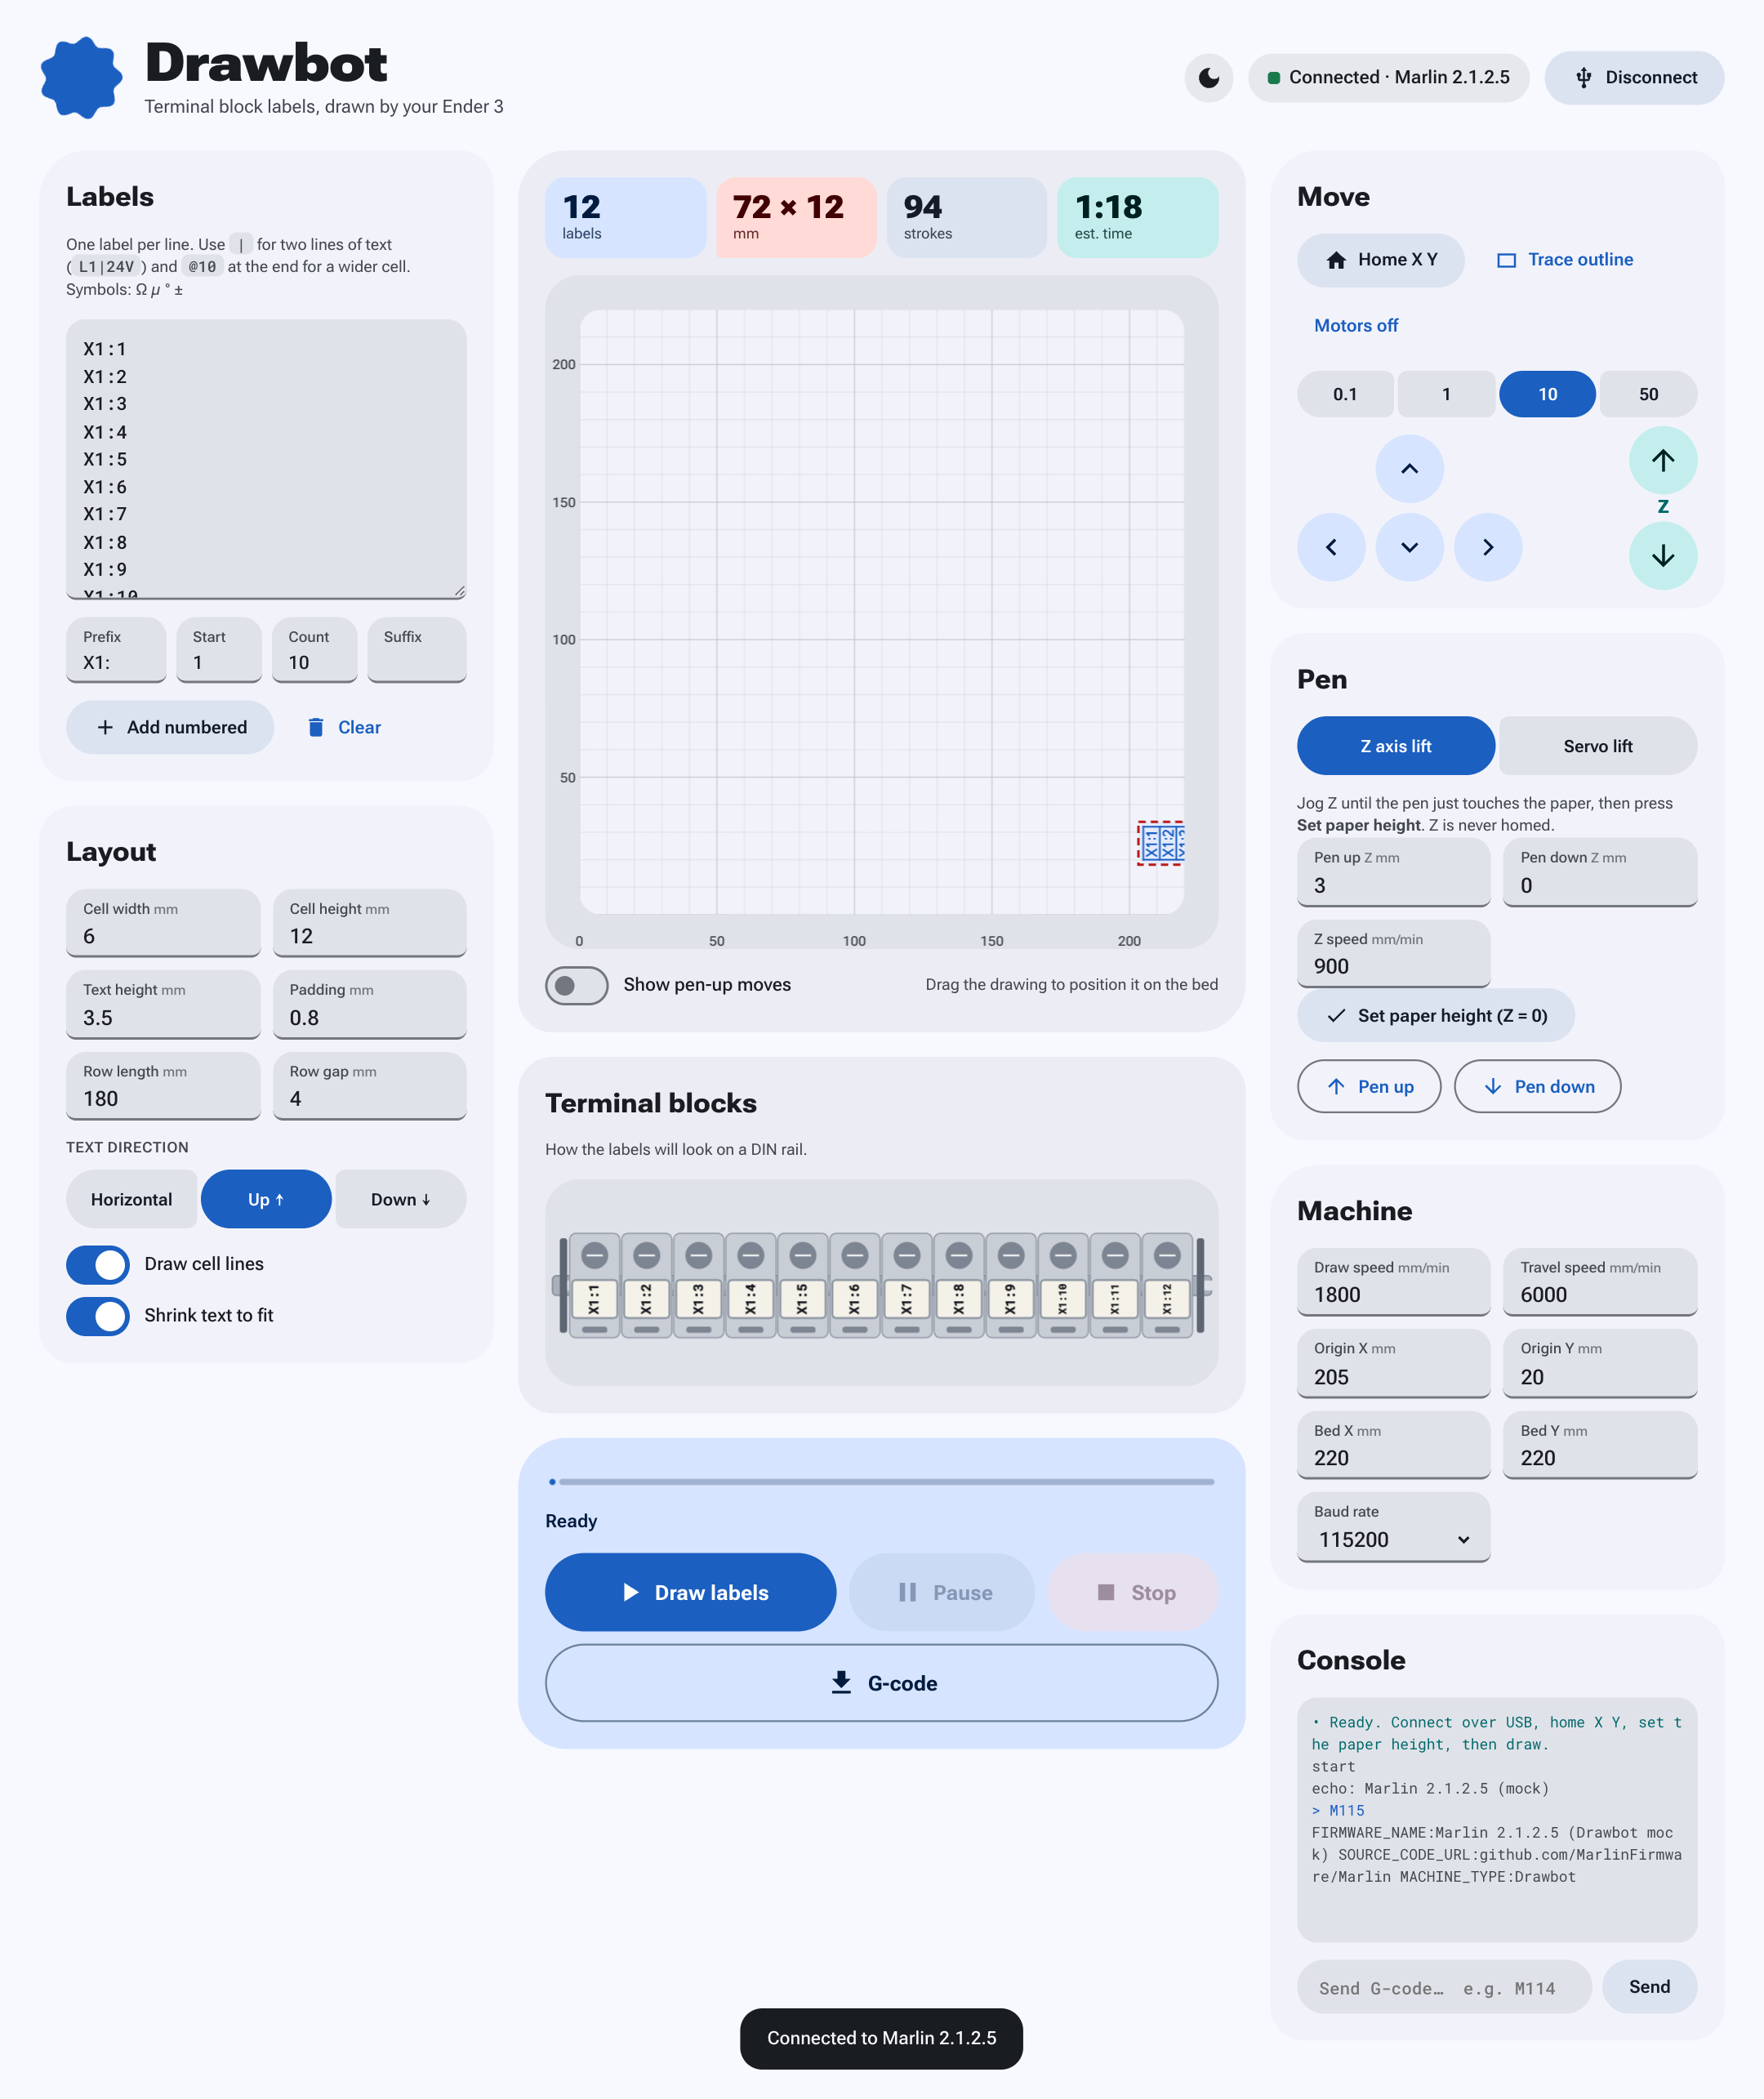 Drawbot
Terminal block labels, drawn by your Ender 3
Connected · Marlin 2.1.2.5
Disconnect
Labels
One label per line. Use | for two lines of text
( L1|24V ) and @10 at the end for a wider cell.
Symbols: Ω µ ° ±
X1:1
X1:2
X1:3
X1:4
X1:5
X1:6
X1:7
X1:8
X1:9
X1:10
Prefix
X1:
Start
1
Count
10
Suffix
Add numbered
Clear
Layout
Cell width mm
6
Cell height mm
12
Text height mm
3.5
Padding mm
0.8
Row length mm
180
Row gap mm
4
TEXT DIRECTION
Horizontal
Up ↑
Down ↓
Draw cell lines
Shrink text to fit
12
labels
72 × 12
mm
94
strokes
1:18
est. time
200
150
100
50
X1:1
X1:2
0
50
100
150
200
Show pen-up moves
Drag the drawing to position it on the bed
Terminal blocks
How the labels will look on a DIN rail.
X1:1
X1:2
X1:3
X1:4
X1:5
X1:6
X1:7
X1:8
X1:9
X1:10
X1:11
X1:12
Ready
Draw labels
Pause
Stop
G-code
Move
Home X Y
Trace outline
Motors off
0.1
1
10
50
Z
Pen
Z axis lift
Servo lift
Jog Z until the pen just touches the paper, then press
Set paper height. Z is never homed.
Pen up Z mm
3
Pen down Z mm
0
Z speed mm/min
900
Set paper height (Z = 0)
Pen up
Pen down
Machine
Draw speed mm/min
1800
Travel speed mm/min
6000
Origin X mm
205
Origin Y mm
20
Bed X mm
220
Bed Y mm
220
Baud rate
115200
Console
· Ready. Connect over USB, home X Y, set t
he paper height, then draw.
start
echo: Marlin 2.1.2.5 (mock)
> M115
FIRMWARE_NAME:Marlin 2.1.2.5 (Drawbot moc
k) SOURCE_CODE_URL:github.com/MarlinFirmwa
re/Marlin MACHINE_TYPE:Drawbot
Send G-code… e.g. M114
Send
Connected to Marlin 2.1.2.5